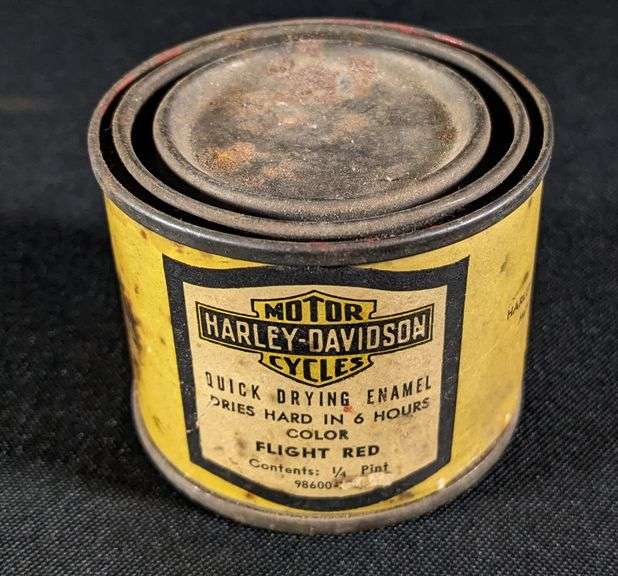 MOTOR
HARLEY-DAVIDSON
CYCLES
QUICK DRYING ENAMEL
DRIES HARD IN 6 HOURS
COLOR
FLIGHT RED
Contents: 1/4 Pint
98600-